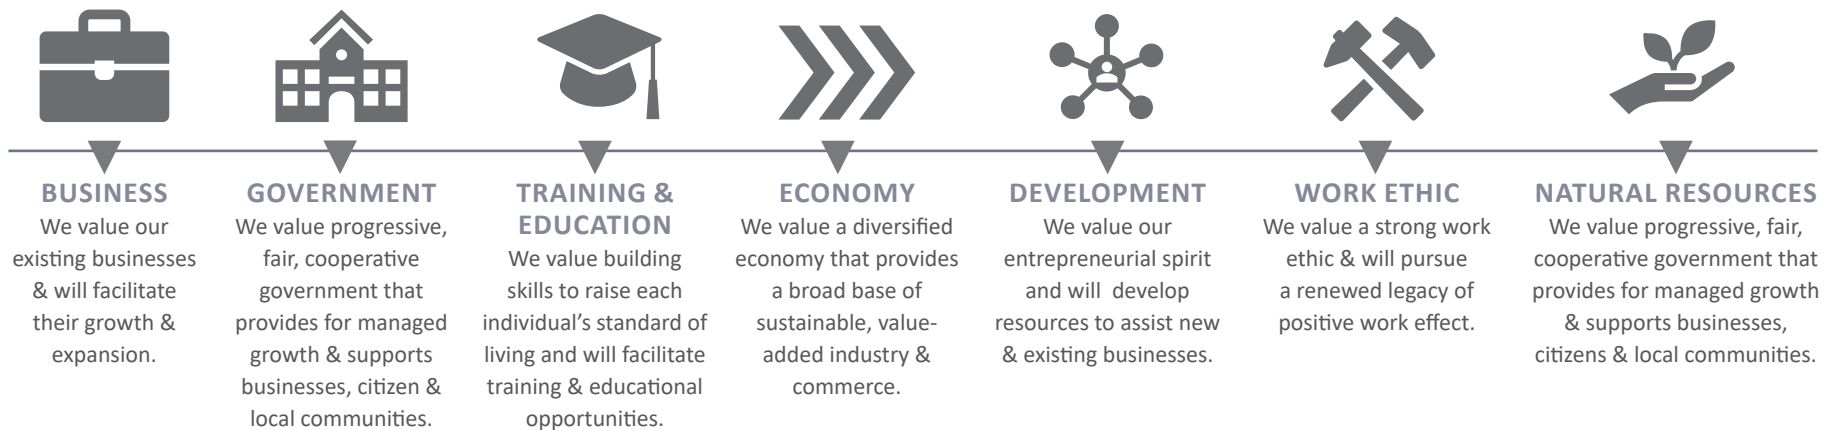 BUSINESS
We value our
existing businesses
& will facilitate
their growth &
expansion.
GOVERNMENT
We value progressive,
fair, cooperative
government that
provides for managed
growth & supports
businesses, citizen &
local communities.
TRAINING &
EDUCATION
We value building
skills to raise each
individual’s standard of
living and will facilitate
training & educational
opportunities.
ECONOMY
We value a diversified
economy that provides
a broad base of
sustainable, value-
added industry &
commerce.
DEVELOPMENT
We value our
entrepreneurial spirit
and will  develop
resources to assist new
& existing businesses.
WORK ETHIC
We value a strong work
ethic & will pursue
a renewed legacy of
positive work effect.
NATURAL RESOURCES
We value progressive, fair,
cooperative government that
provides for managed growth
& supports businesses,
citizens & local communities.